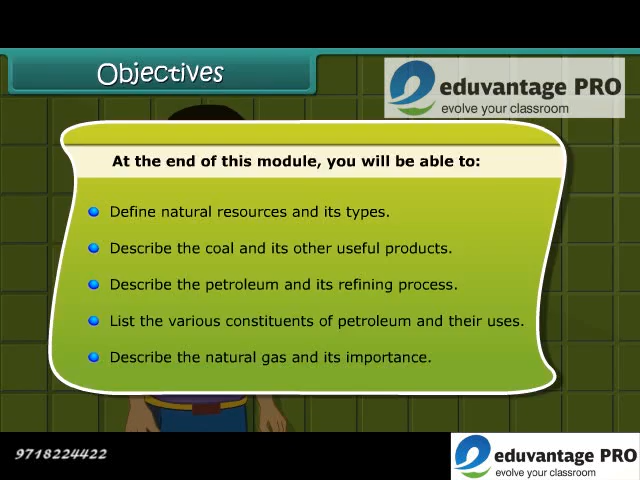 Objectives
eduvantage PRO
evolve your classroom
At the end of this module, you will be able to:
Define natural resources and its types.
Describe the coal and its other useful products.
Describe the petroleum and its refining process.
List the various constituents of petroleum and their uses.
Describe the natural gas and its importance.
9718224422
eduvantage PRO
evolve your classroom